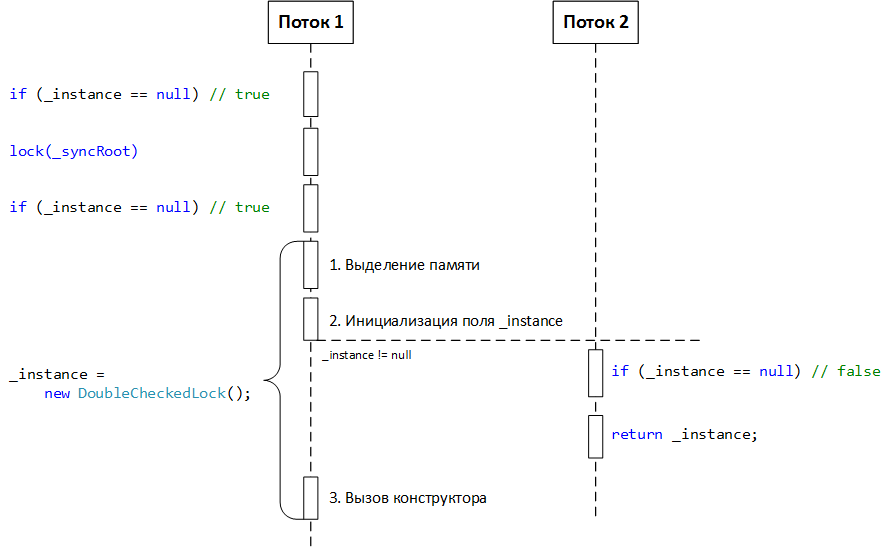 Поток 1
Поток 2
if (_instance == null) // true
lock(_syncRoot)
if (_instance == null) // true
1. Выделение памяти
2. Инициализация поля _instance
_instance != null
_instance =
new DoubleCheckedLock();
if (_instance == null) // false
return _instance;
3. Вызов конструктора